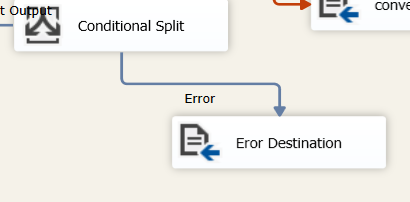 t Output
conve
Conditional Split
Error
Eror Destination